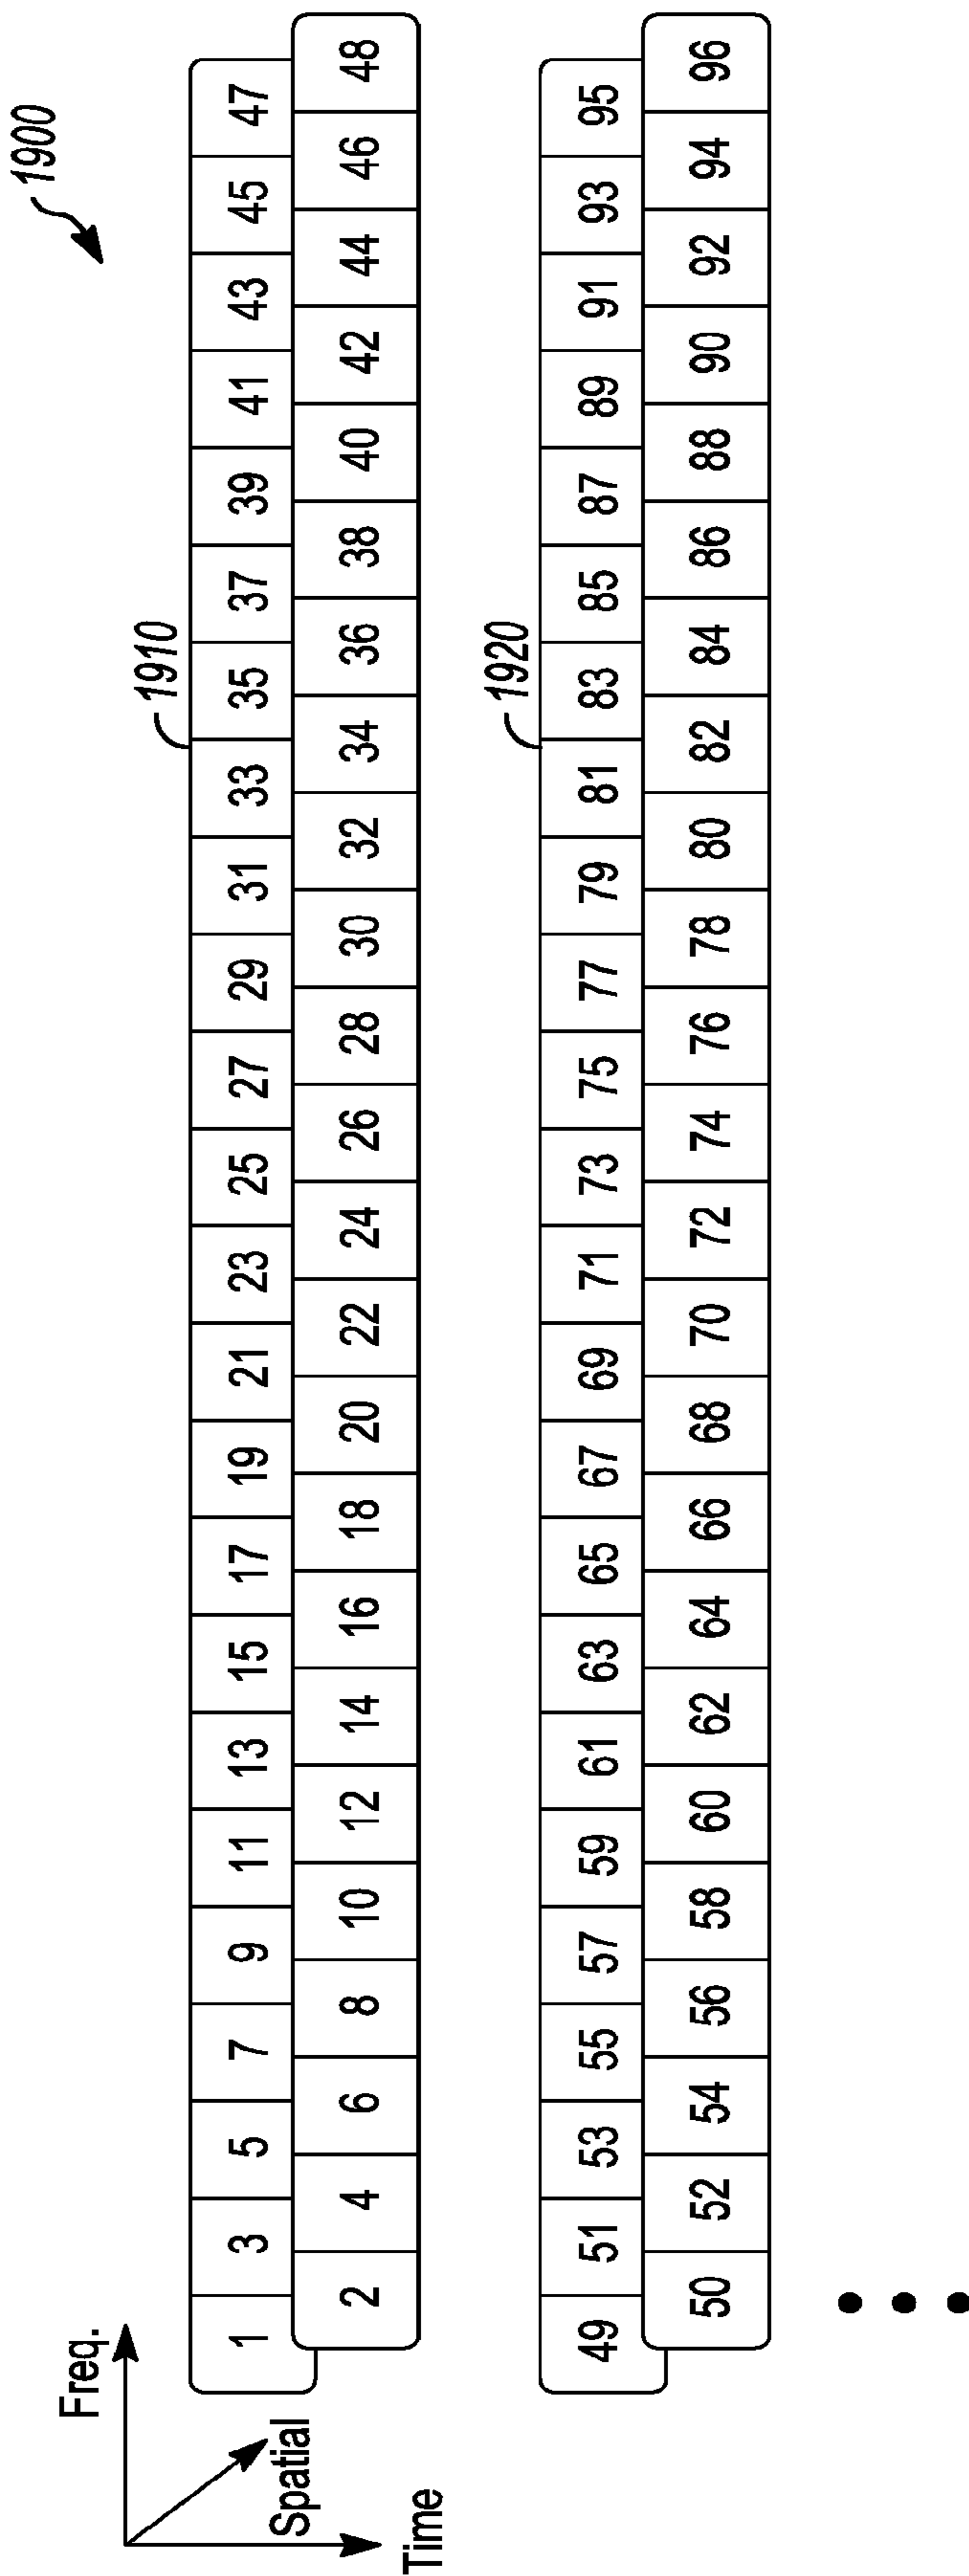 1900
Freq.
Spatial
Time
1910
1 3 5 7 9 11 13 15 17 19 21 23 25 27 29 31 33 35 37 39 41 43 45 47
2 4 6 8 10 12 14 16 18 20 22 24 26 28 30 32 34 36 38 40 42 44 46 48
1920
49 51 53 55 57 59 61 63 65 67 69 71 73 75 77 79 81 83 85 87 89 91 93 95
50 52 54 56 58 60 62 64 66 68 70 72 74 76 78 80 82 84 86 88 90 92 94 96